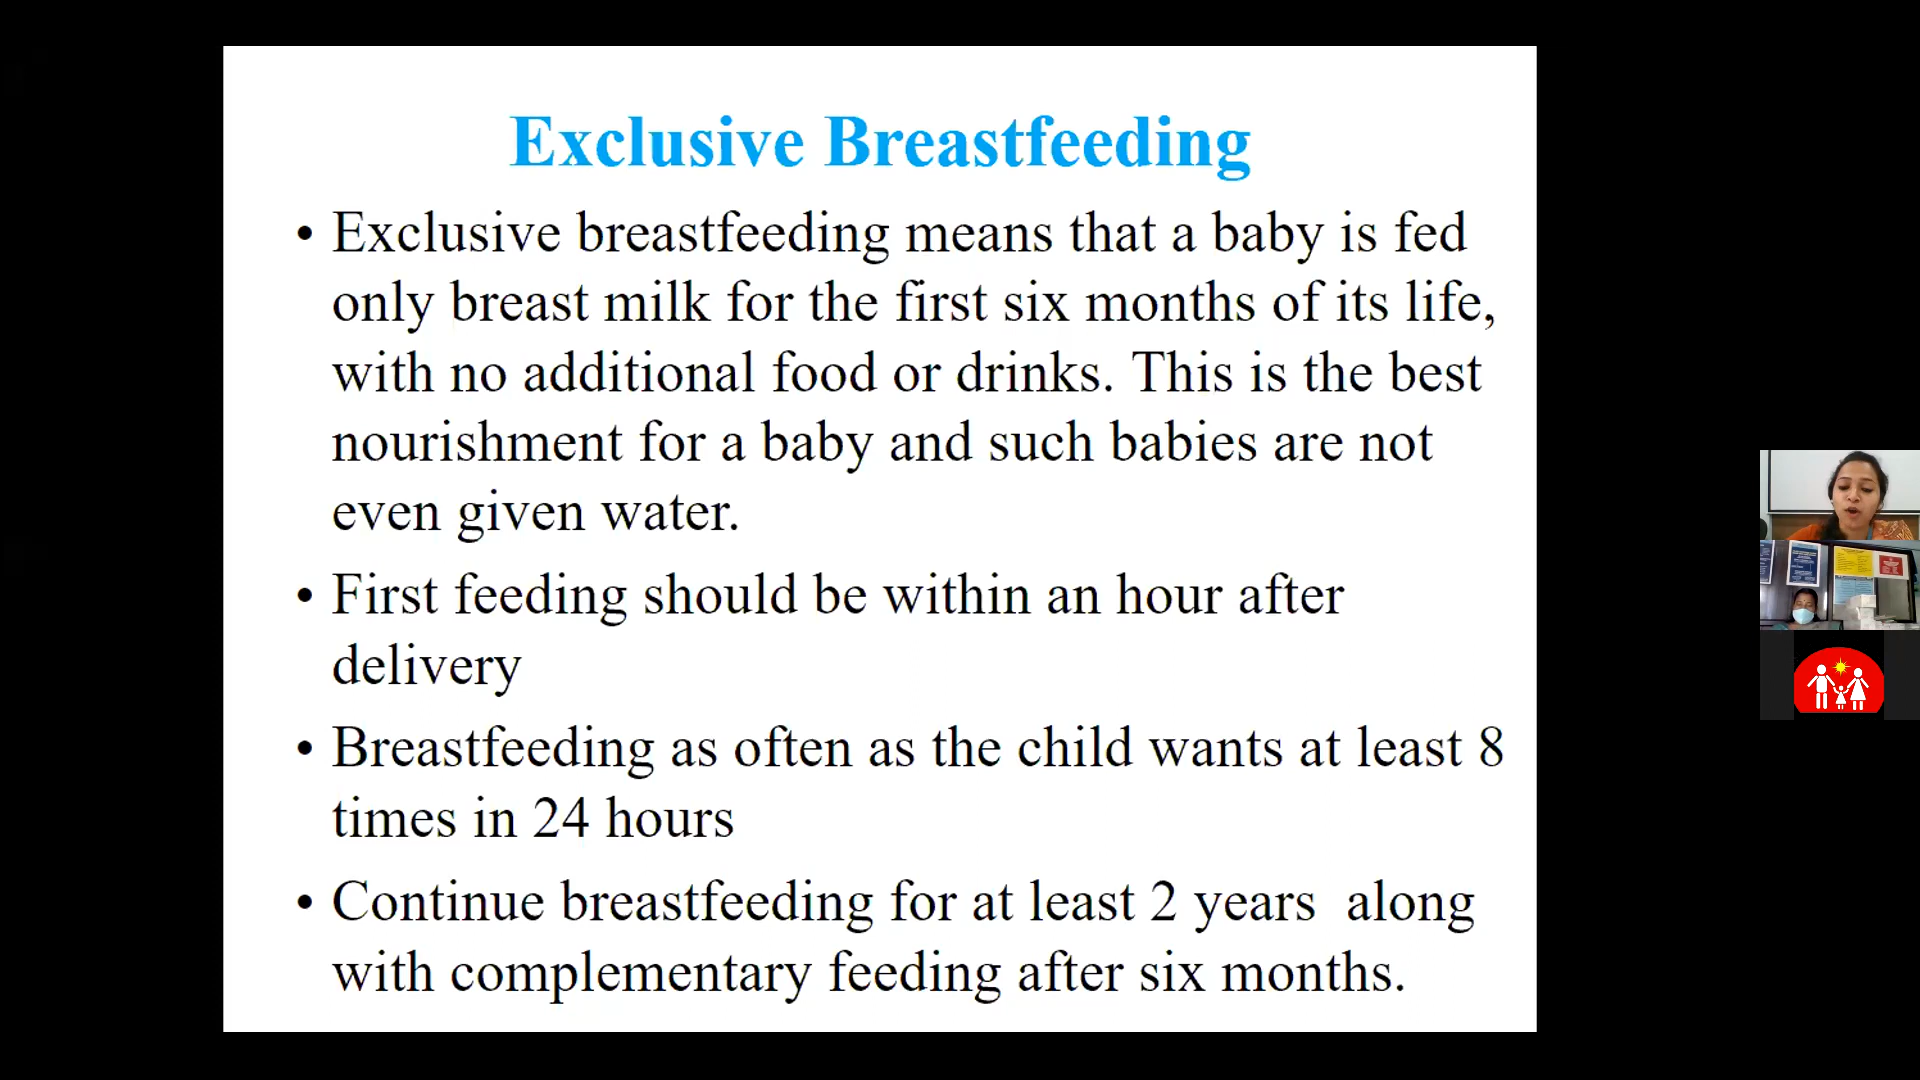 Exclusive Breastfeeding
• Exclusive breastfeeding means that a baby is fed
only breast milk for the first six months of its life,
with no additional food or drinks. This is the best
nourishment for a baby and such babies are not
even given water.
• First feeding should be within an hour after
delivery
• Breastfeeding as often as the child wants at least 8
times in 24 hours
• Continue breastfeeding for at least 2 years  along
with complementary feeding after six months.